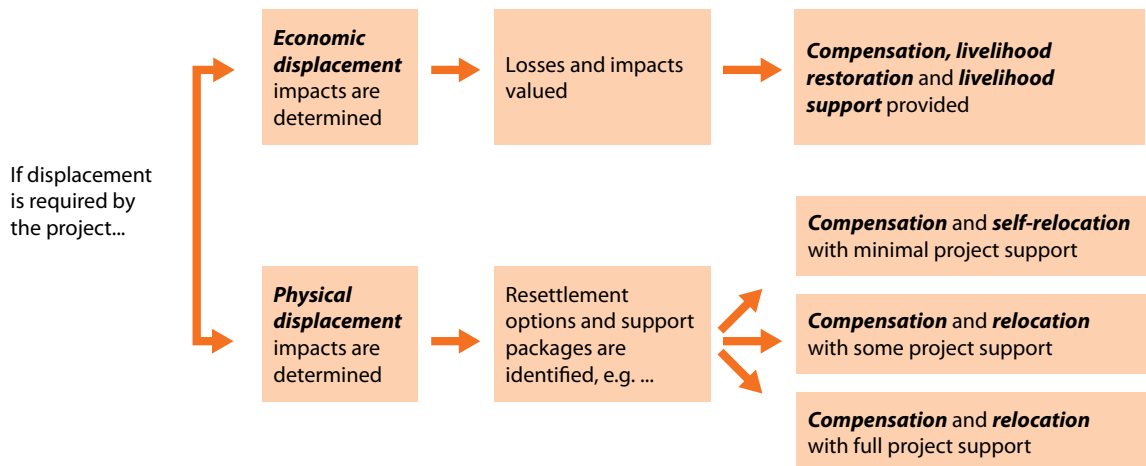 If displacement
is required by
the project...
Economic
displacement
impacts are
determined
Losses and impacts
valued
Compensation, livelihood
restoration and livelihood
support provided
Physical
displacement
impacts are
determined
Resettlement
options and support
packages are
identified, e.g. ...
Compensation and self-relocation
with minimal project support
Compensation and relocation
with some project support
Compensation and relocation
with full project support